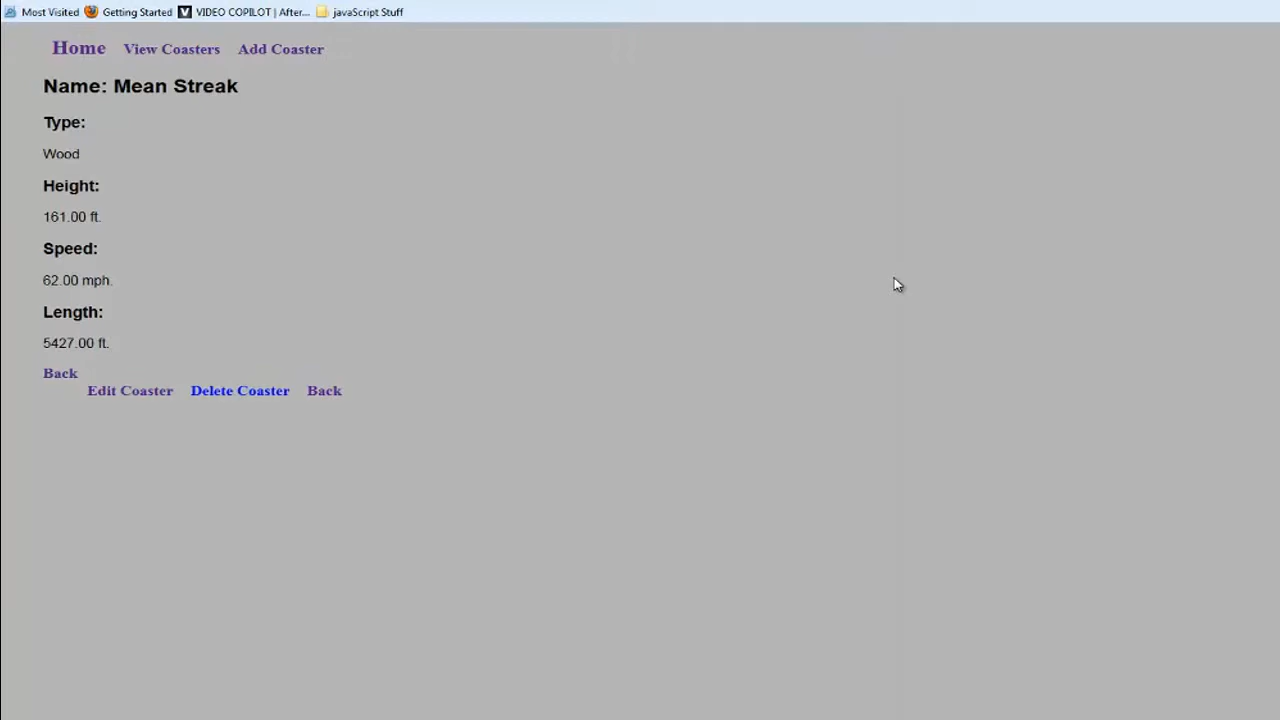 Most Visited Getting Started VIDEO COPILOT | After... javaScript Stuff
Home View Coasters Add Coaster
Name: Mean Streak
Type:
Wood
Height:
161.00 ft.
Speed:
62.00 mph.
Length:
5427.00 ft.
Back
Edit Coaster Delete Coaster Back